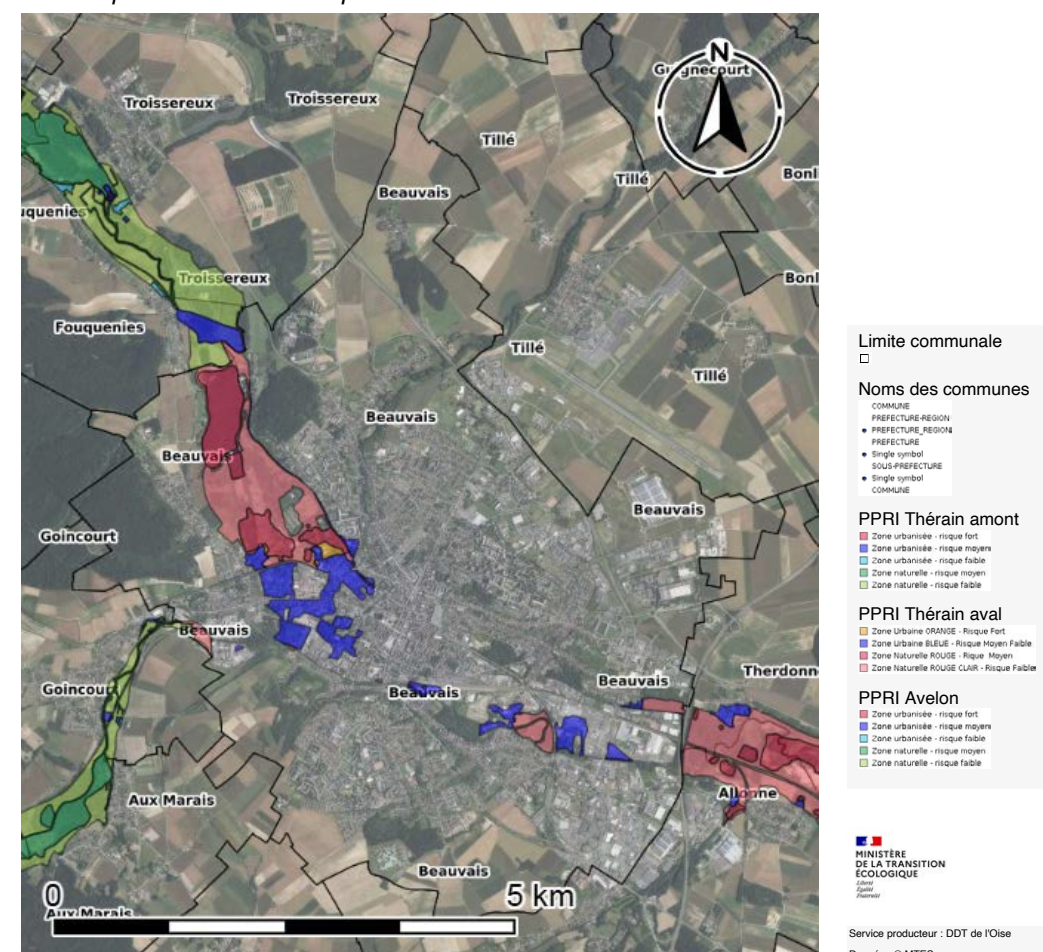 N
Troissereux
Troissereux
Tillé
Tillé
Beauvais
Troissereux
Fouquenies
Tillé
Tillé
Beauvais
Beauvais
Beauvais
Goincourt
Beauvais
Goincourt
Beauvais
Beauvais
Therdonn
Aux Marais
Allonne
Beauvais
0
5 km
Aux Marais
Limite communale
Noms des communes
COMMUNE
PREFECTURE-REGION
PREFECTURE_REGION
PREFECTURE
Single symbol
SOUS-PREFECTURE
Single symbol
COMMUNE
PPRI Thérain amont
Zone urbanisée - risque fort
Zone urbanisée - risque moyen
Zone urbanisée - risque faible
Zone naturelle - risque moyen
Zone naturelle - risque faible
PPRI Thérain aval
Zone Urbaine ORANGE - Risque Fort
Zone Urbaine BLEUE - Risque Moyen Faible
Zone Naturelle ROUGE - Rique Moyen
Zone Naturelle ROUGE CLAIR - Risque Faible
PPRI Avelon
Zone urbanisée - risque fort
Zone urbanisée - risque moyen
Zone urbanisée - risque faible
Zone naturelle - risque moyen
Zone naturelle - risque faible
MINISTÈRE
DE LA TRANSITION
ÉCOLOGIQUE
Liberté
Égalité
Fraternité
Service producteur : DDT de l'Oise